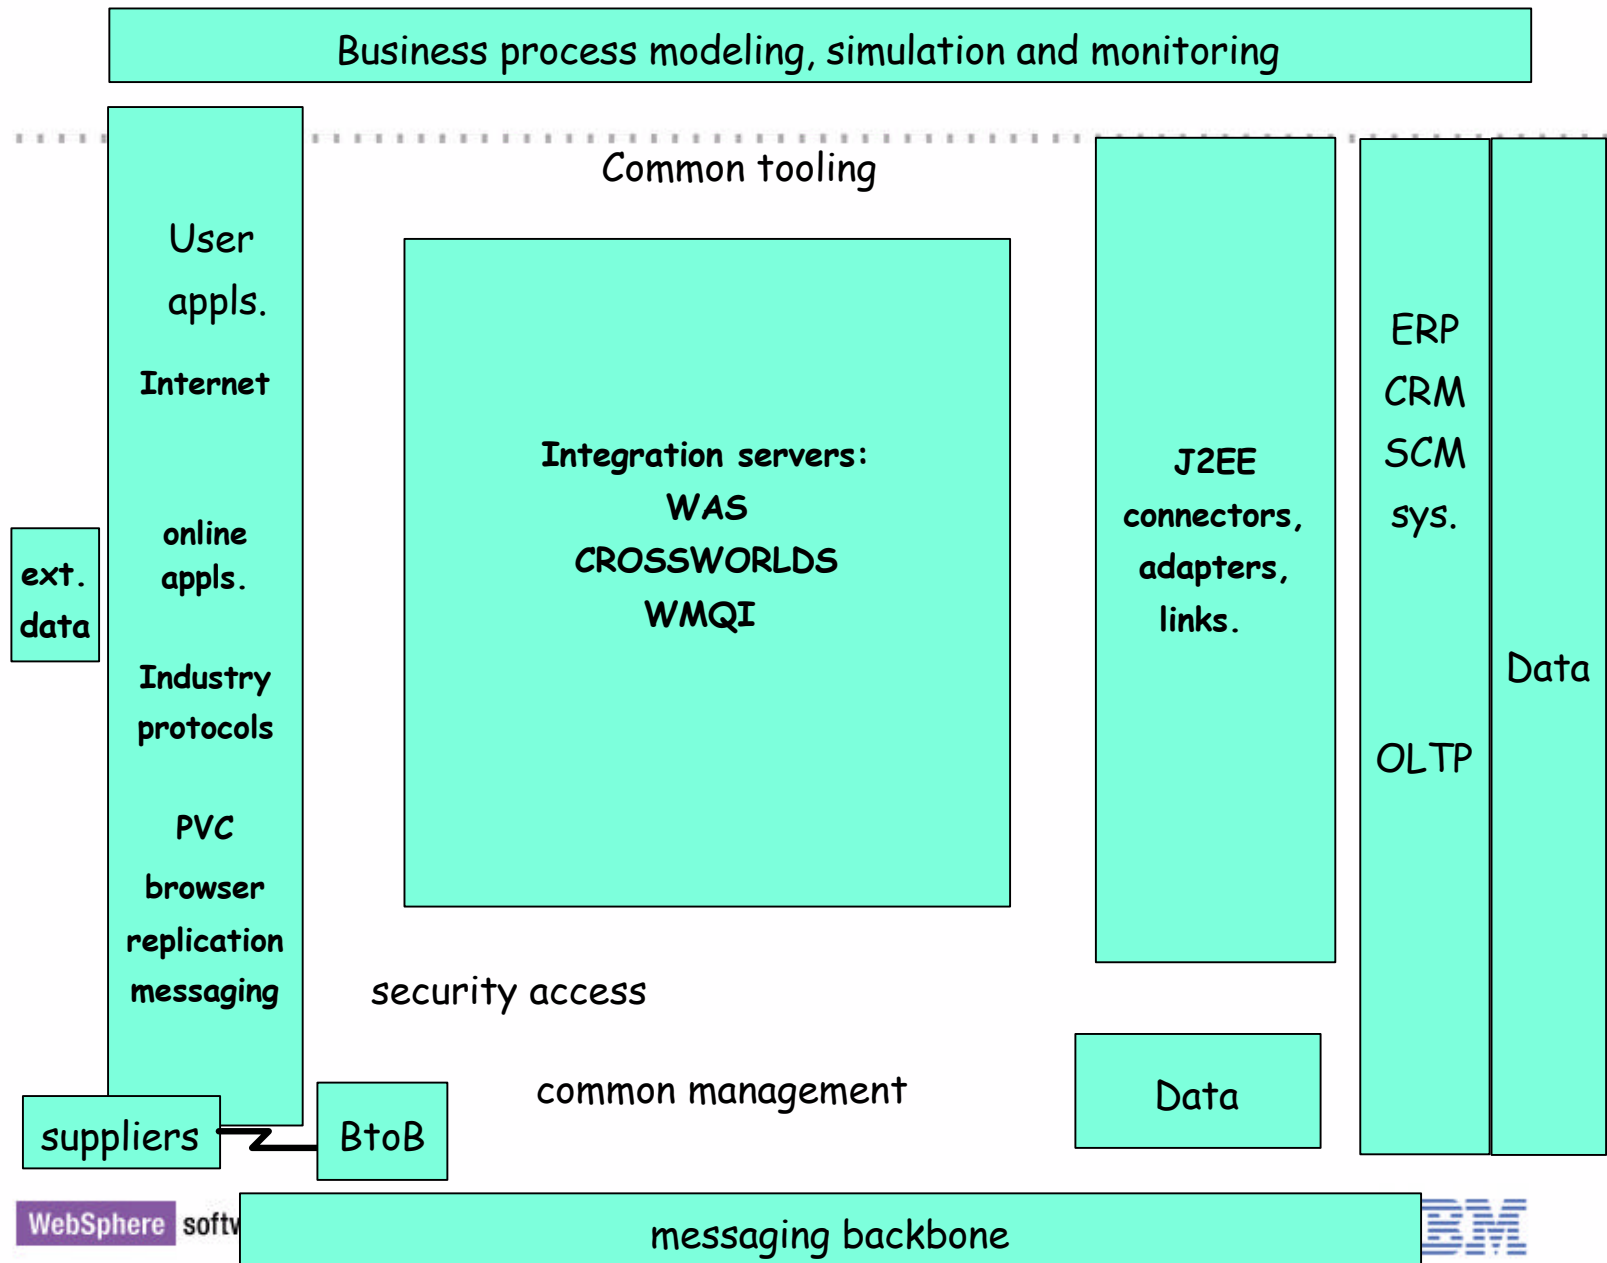 Business process modeling, simulation and monitoring
Common tooling
User
appls.
Internet
online
appls.
Industry
protocols
PVC
browser
replication
messaging
ext.
data
Integration servers:
WAS
CROSSWORLDS
WMQI
J2EE
connectors,
adapters,
links.
ERP
CRM
SCM
sys.
OLTP
Data
security access
common management
Data
suppliers
BtoB
WebSphere softw
messaging backbone
IBM